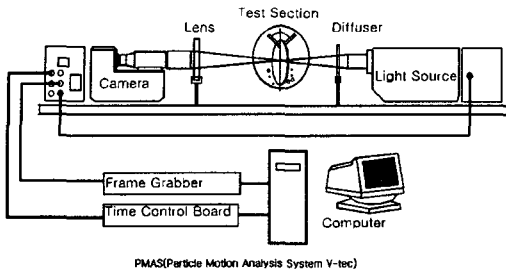 Test Section
Lens
Diffuser
Camera
Light Source
Frame Grabber
Time Control Board
Computer
PMAS(Particle Motion Analysis System V-tec)